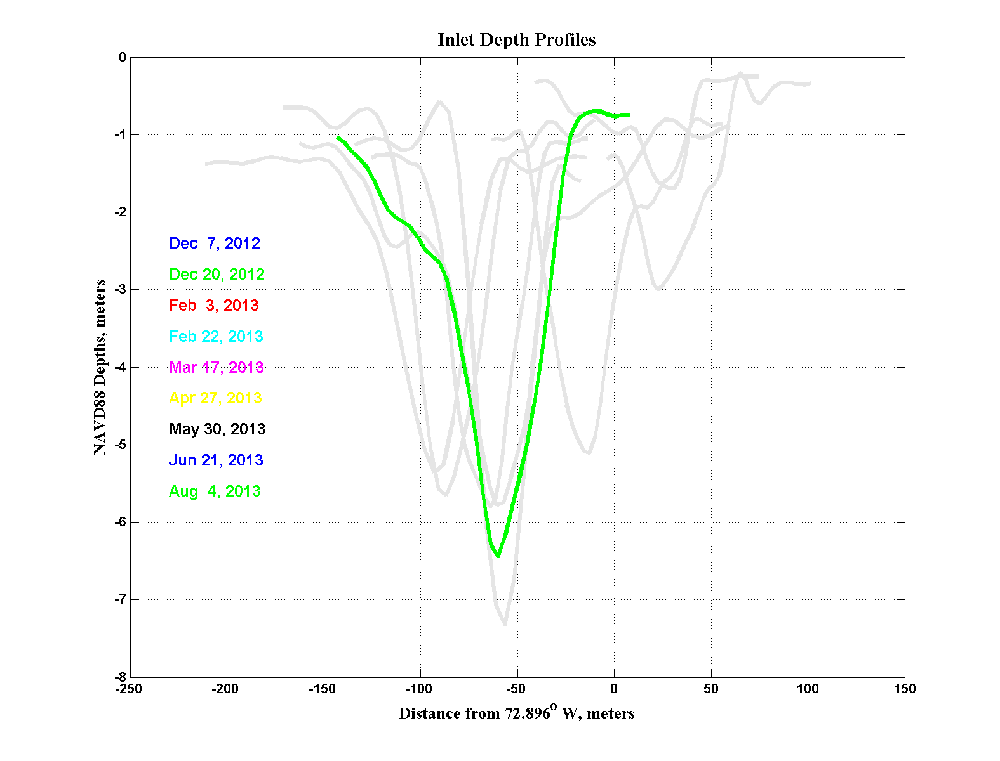 Inlet Depth Profiles
0
-1
-2
-3
-4
-5
-6
-7
-8
NAVD88 Depths, meters
Dec 7, 2012
Dec 20, 2012
Feb 3, 2013
Feb 22, 2013
Mar 17, 2013
Apr 27, 2013
May 30, 2013
Jun 21, 2013
Aug 4, 2013
-250 -200 -150 -100 -50 0 50 100 150
Distance from 72.896° W, meters